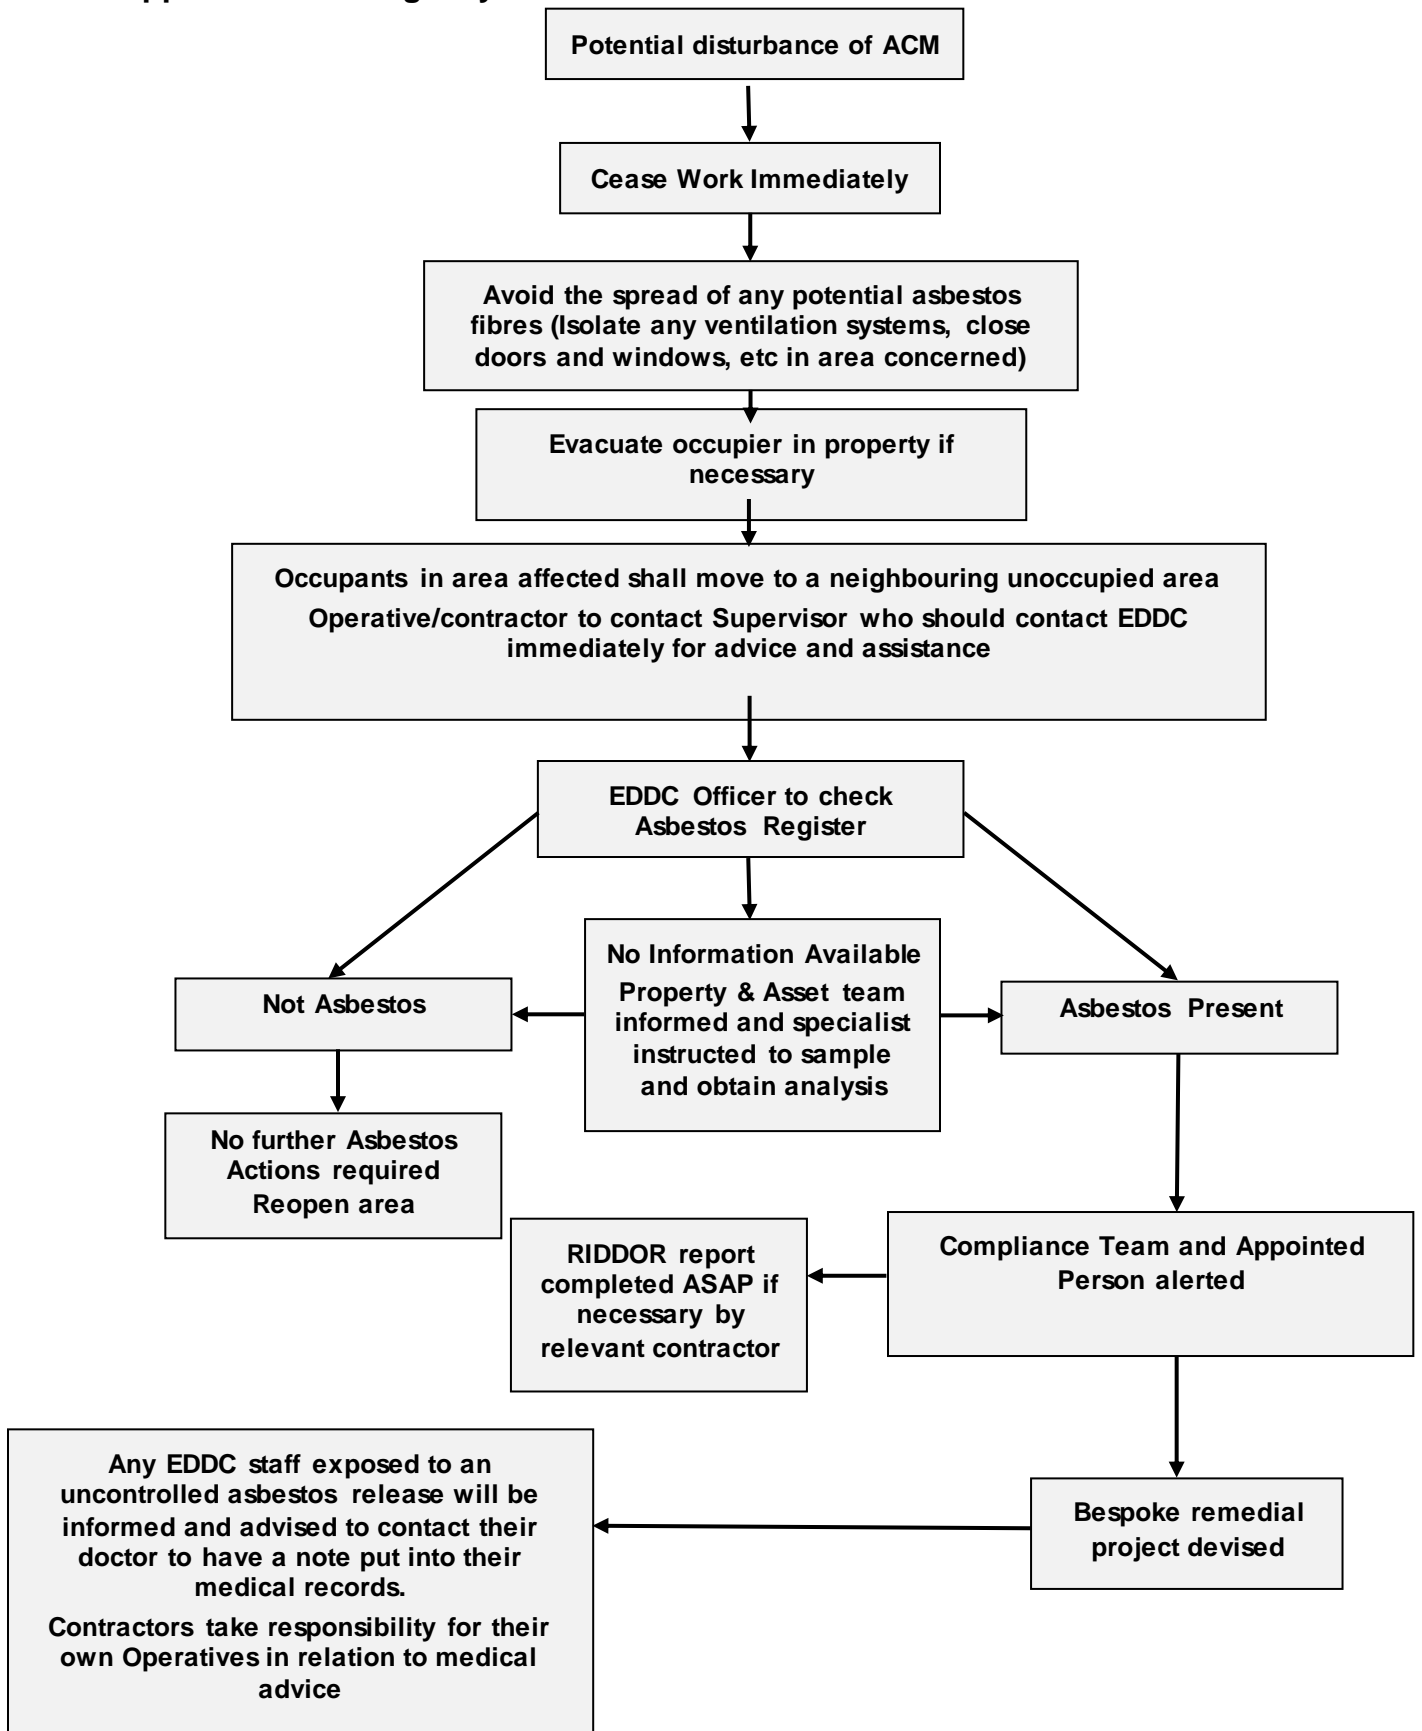 Potential disturbance of ACM
Cease Work Immediately
Avoid the spread of any potential asbestos
fibres (Isolate any ventilation systems, close
doors and windows, etc in area concerned)
Evacuate occupier in property if
necessary
Occupants in area affected shall move to a neighbouring unoccupied area
Operative/contractor to contact Supervisor who should contact EDDC
immediately for advice and assistance
EDDC Officer to check
Asbestos Register
No Information Available
Property & Asset team
informed and specialist
instructed to sample
and obtain analysis
Not Asbestos
Asbestos Present
No further Asbestos
Actions required
Reopen area
RIDDOR report
completed ASAP if
necessary by
relevant contractor
Compliance Team and Appointed
Person alerted
Any EDDC staff exposed to an
uncontrolled asbestos release will be
informed and advised to contact their
doctor to have a note put into their
medical records.
Contractors take responsibility for their
own Operatives in relation to medical
advice
Bespoke remedial
project devised